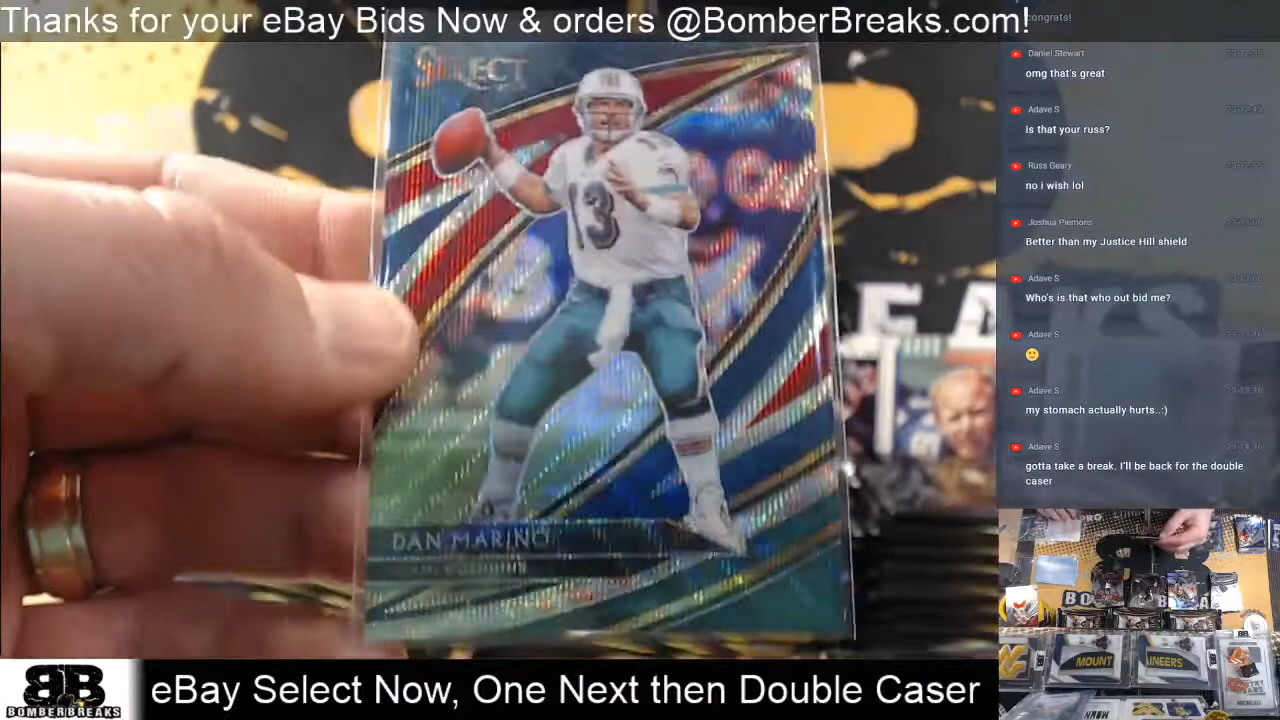 Thanks for your eBay Bids Now & orders @BomberBreaks.com!
SELECT
13
DAN MARINO
congrats!
Daniel Stewart
omg that's great
Adave S
is that your russ?
Russ Geary
no i wish lol
Joshua Plemons
Better than my Justice Hill shield
Adave S
Who's is that who out bid me?
Adave S
🙂
Adave S
my stomach actually hurts..:)
Adave S
gotta take a break. I'll be back for the double
caser
MOUNT
AINEERS
BB
BOMBERBREAKS
eBay Select Now, One Next then Double Caser